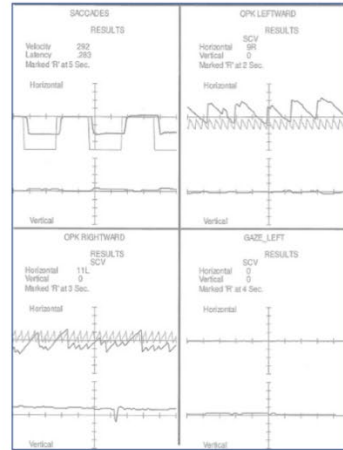 SACCADES
RESULTS
Velocity 292
Latency .283
Marked 'R' at 5 Sec.
Horizontal
Vertical
OPK LEFTWARD
RESULTS
SCV
Horizontal 9R
Vertical 0
Marked 'R' at 2 Sec.
Horizontal
Vertical
OPK RIGHTWARD
RESULTS
SCV
Horizontal 11L
Vertical 0
Marked 'R' at 3 Sec.
Horizontal
Vertical
GAZE_LEFT
RESULTS
SCV
Horizontal 0
Vertical 0
Marked 'R' at 4 Sec.
Horizontal
Vertical